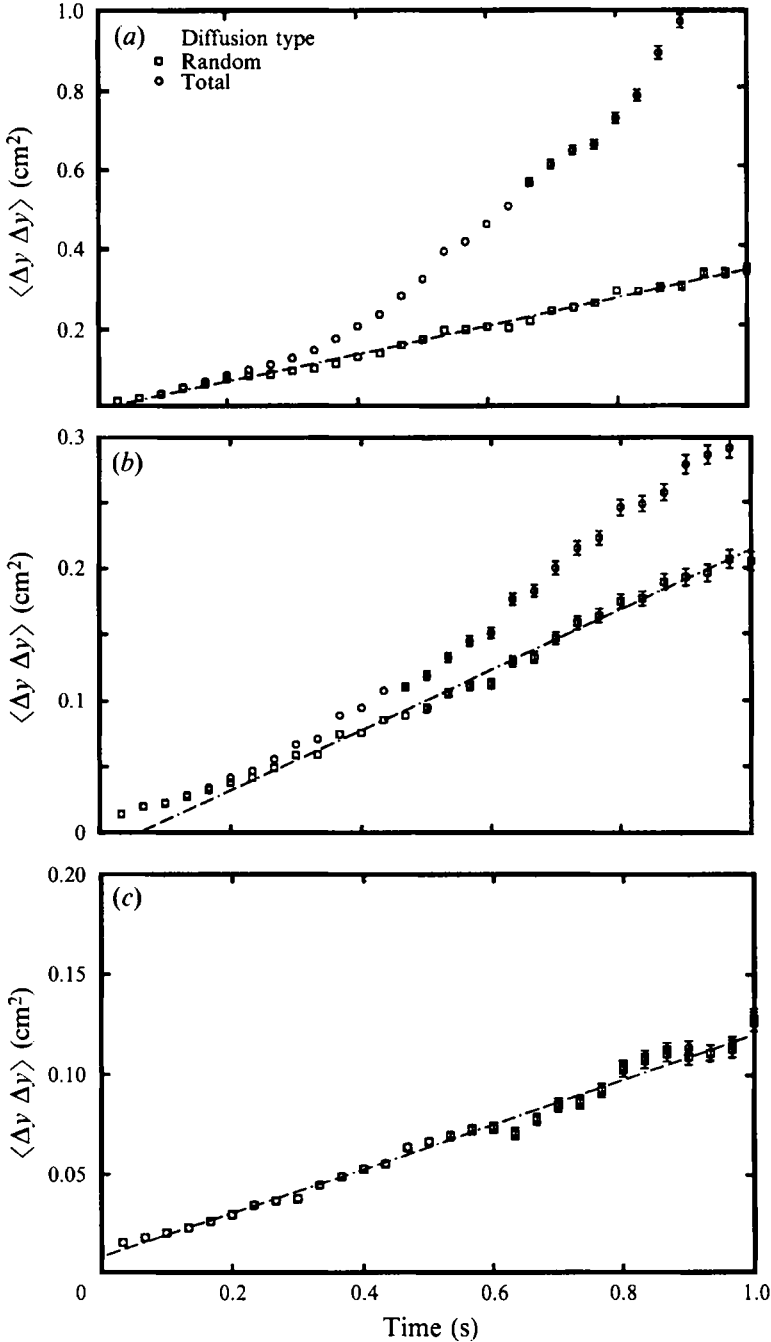 (a) Diffusion type
Random
Total
1.0
0.8
0.6
0.4
0.2
⟨Δy Δy⟩ (cm²)
(b)
0.3
0.2
0.1
0
⟨Δy Δy⟩ (cm²)
(c)
0.20
0.15
0.10
0.05
0
⟨Δy Δy⟩ (cm²)
0.2 0.4 0.6 0.8 1.0
Time (s)